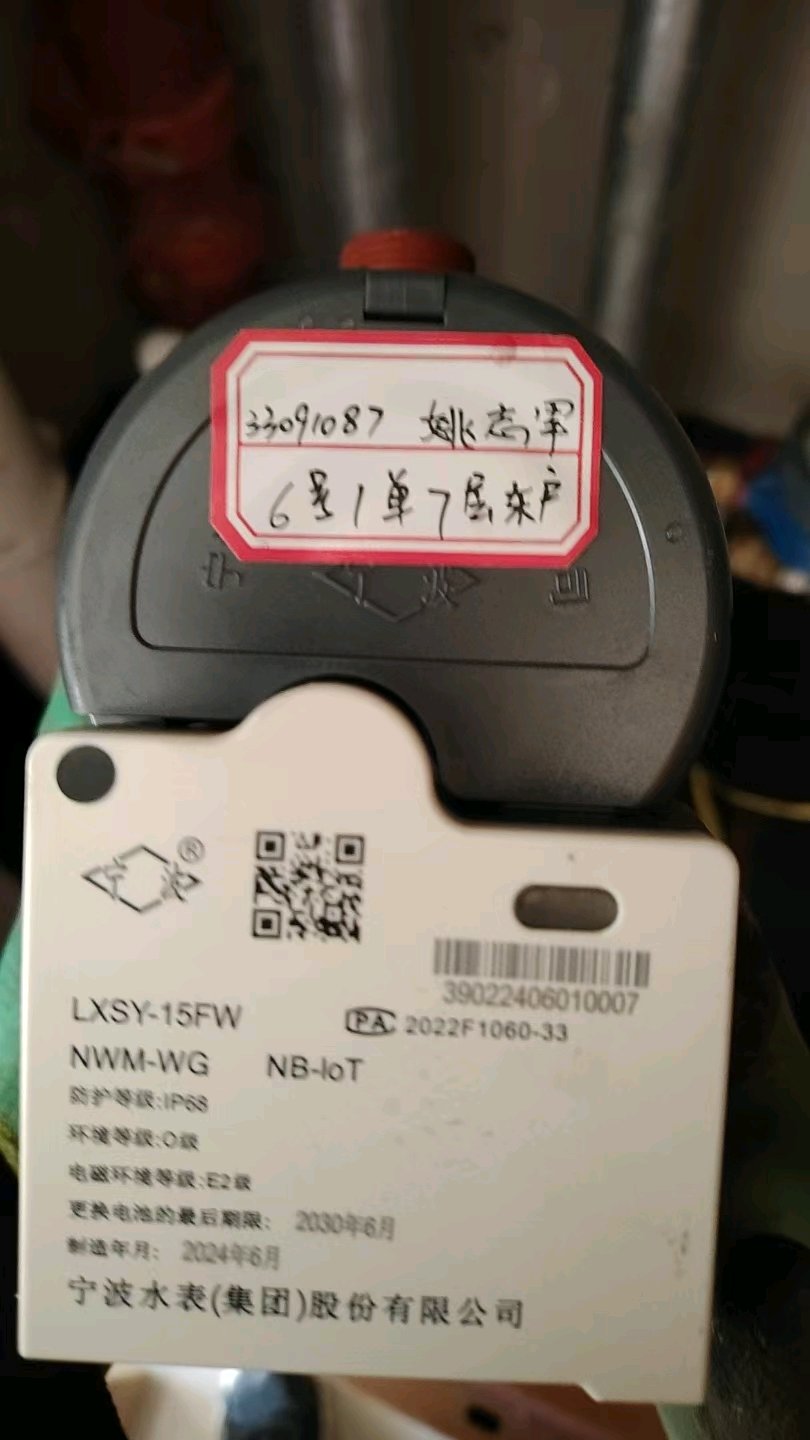 33091087 姚志军
6号1单7层东户
宁波
®
39022406010007
LXSY-15FW
PA 2022F1060-33
NWM-WG NB-IoT
防护等级:IP68
环境等级:O级
电磁环境等级:E2级
更换电池的最后期限: 2030年6月
制造年月: 2024年6月
宁波水表(集团)股份有限公司